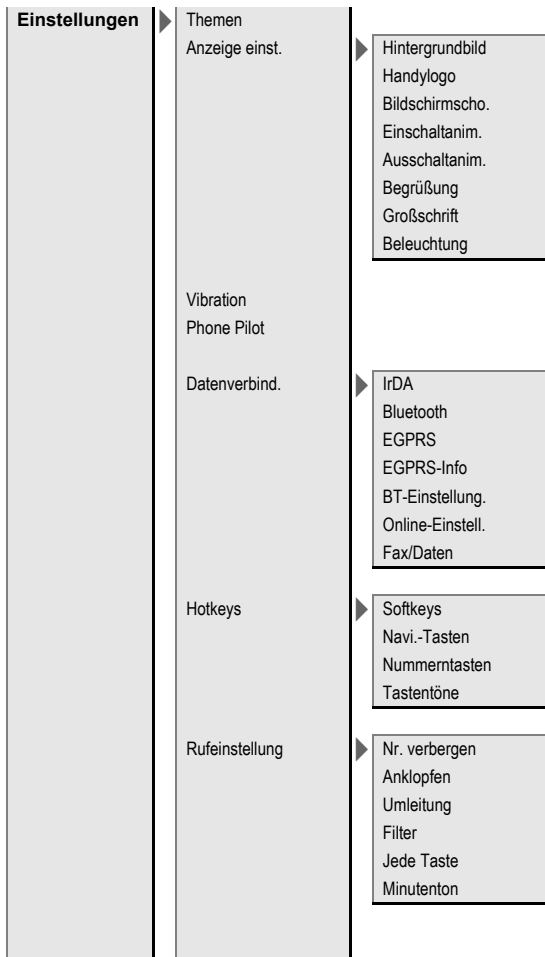 Einstellungen
Themen
Anzeige einst.
Hintergrundbild
Handylogo
Bildschirmscho.
Einschaltanim.
Ausschaltanim.
Begrüßung
Großschrift
Beleuchtung
Vibration
Phone Pilot
Datenverbind.
IrDA
Bluetooth
EGPRS
EGPRS-Info
BT-Einstellung.
Online-Einstell.
Fax/Daten
Hotkeys
Softkeys
Navi.-Tasten
Nummerntasten
Tastentöne
Rufeinstellung
Nr. verbergen
Anklopfen
Umleitung
Filter
Jede Taste
Minutenton